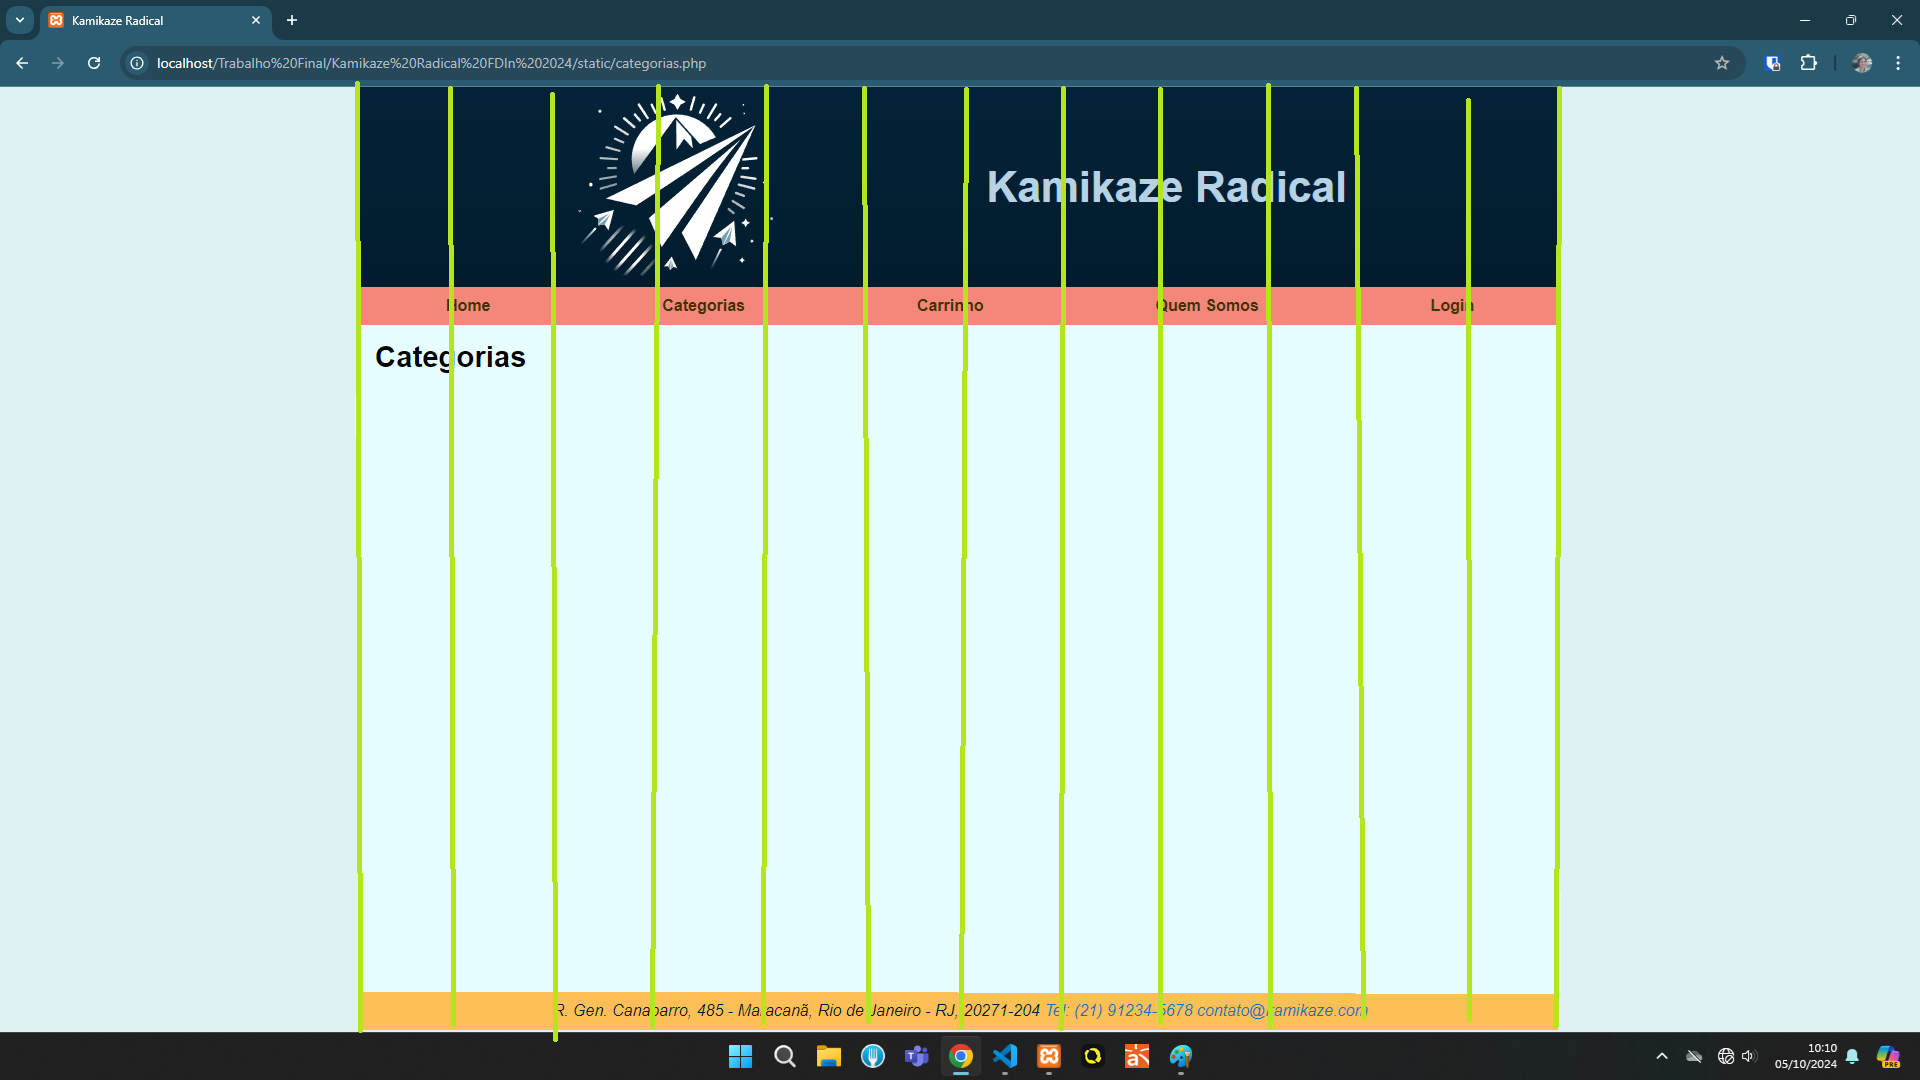 Kamikaze Radical
localhost/Trabalho%20Final/Kamikaze%20Radical%20FDIn%202024/static/categorias.php
Kamikaze Radical
Home Categorias Carrinho Quem Somos Login
Categorias
R. Gen. Canabarro, 485 - Maracanã, Rio de Janeiro - RJ, 20271-204 Tel: (21) 91234-5678 contato@kamikaze.com
10:10
05/10/2024
PRE